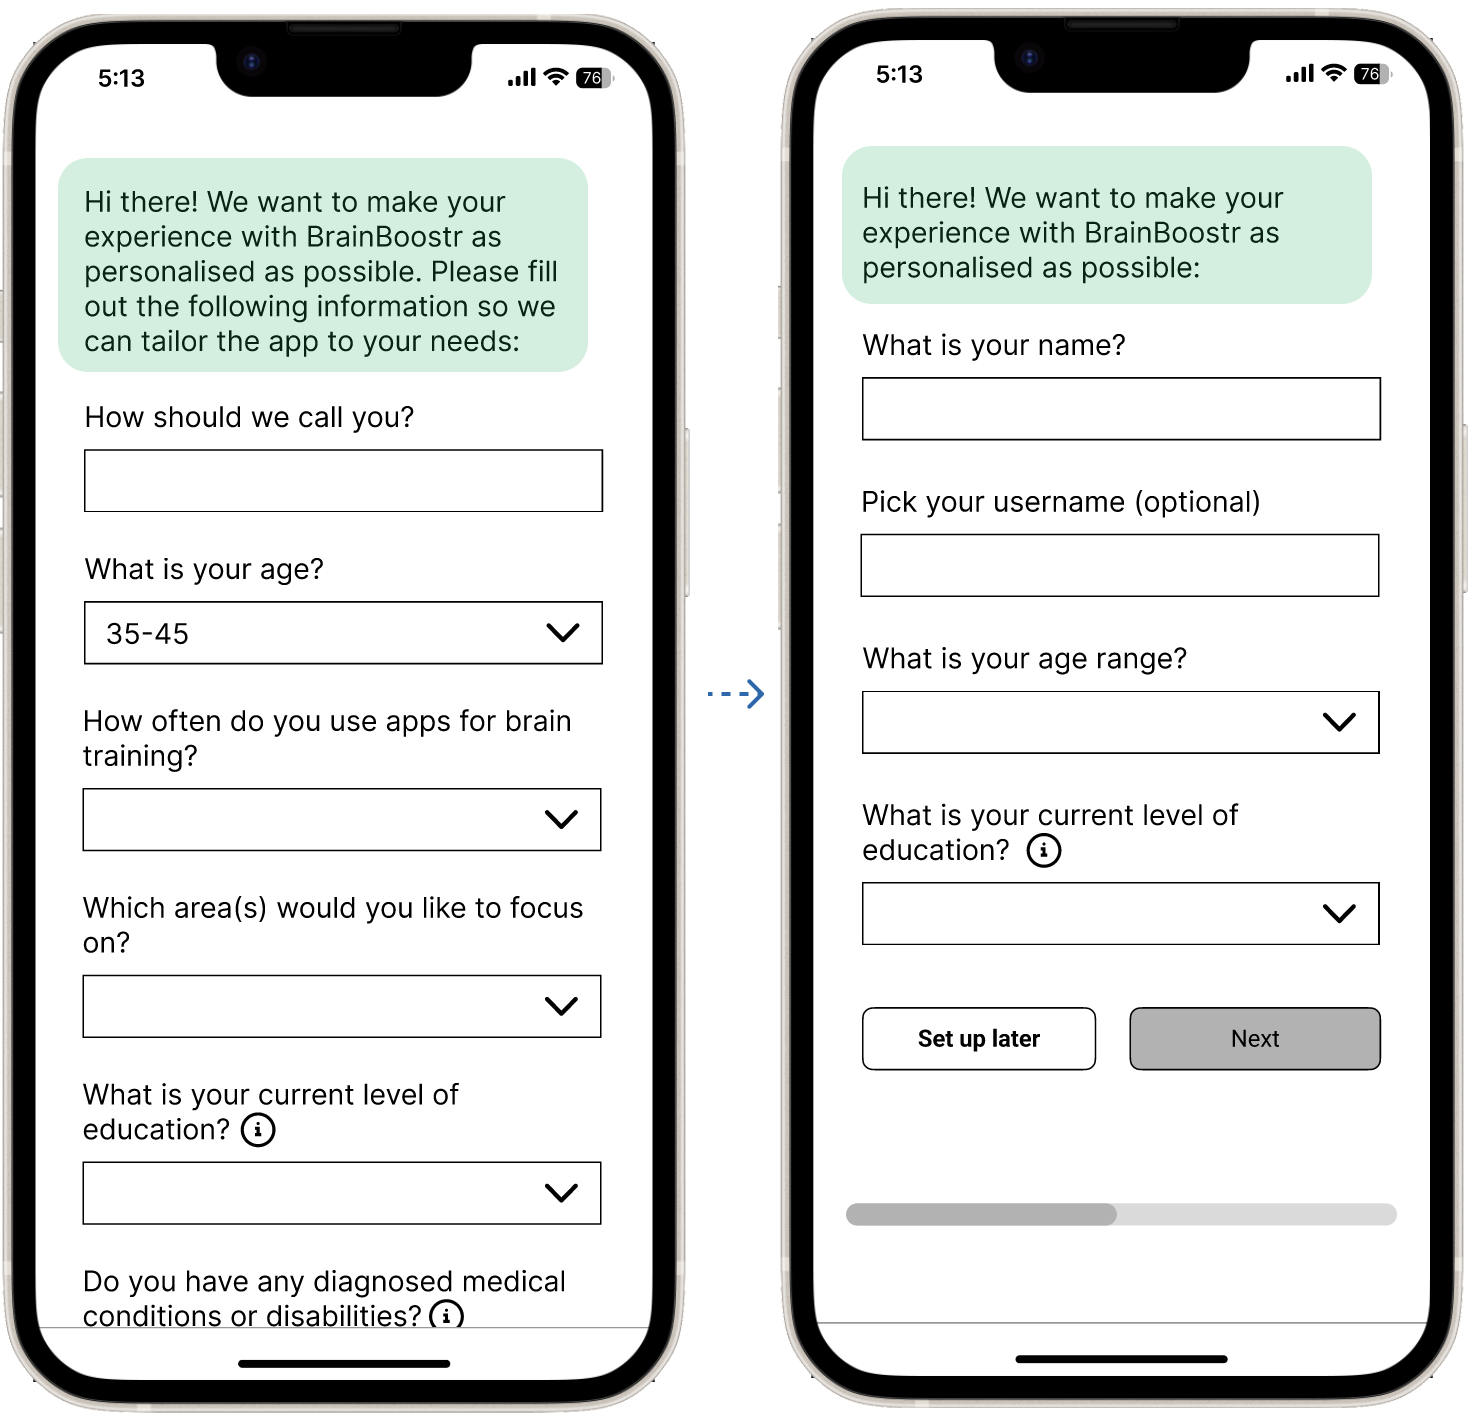 5:13
76
Hi there! We want to make your
experience with BrainBoostr as
personalised as possible. Please fill
out the following information so we
can tailor the app to your needs:
How should we call you?
What is your age?
35-45
How often do you use apps for brain
training?
Which area(s) would you like to focus
on?
What is your current level of
education?
Do you have any diagnosed medical
conditions or disabilities?
5:13
76
Hi there! We want to make your
experience with BrainBoostr as
personalised as possible:
What is your name?
Pick your username (optional)
What is your age range?
What is your current level of
education?
Set up later
Next